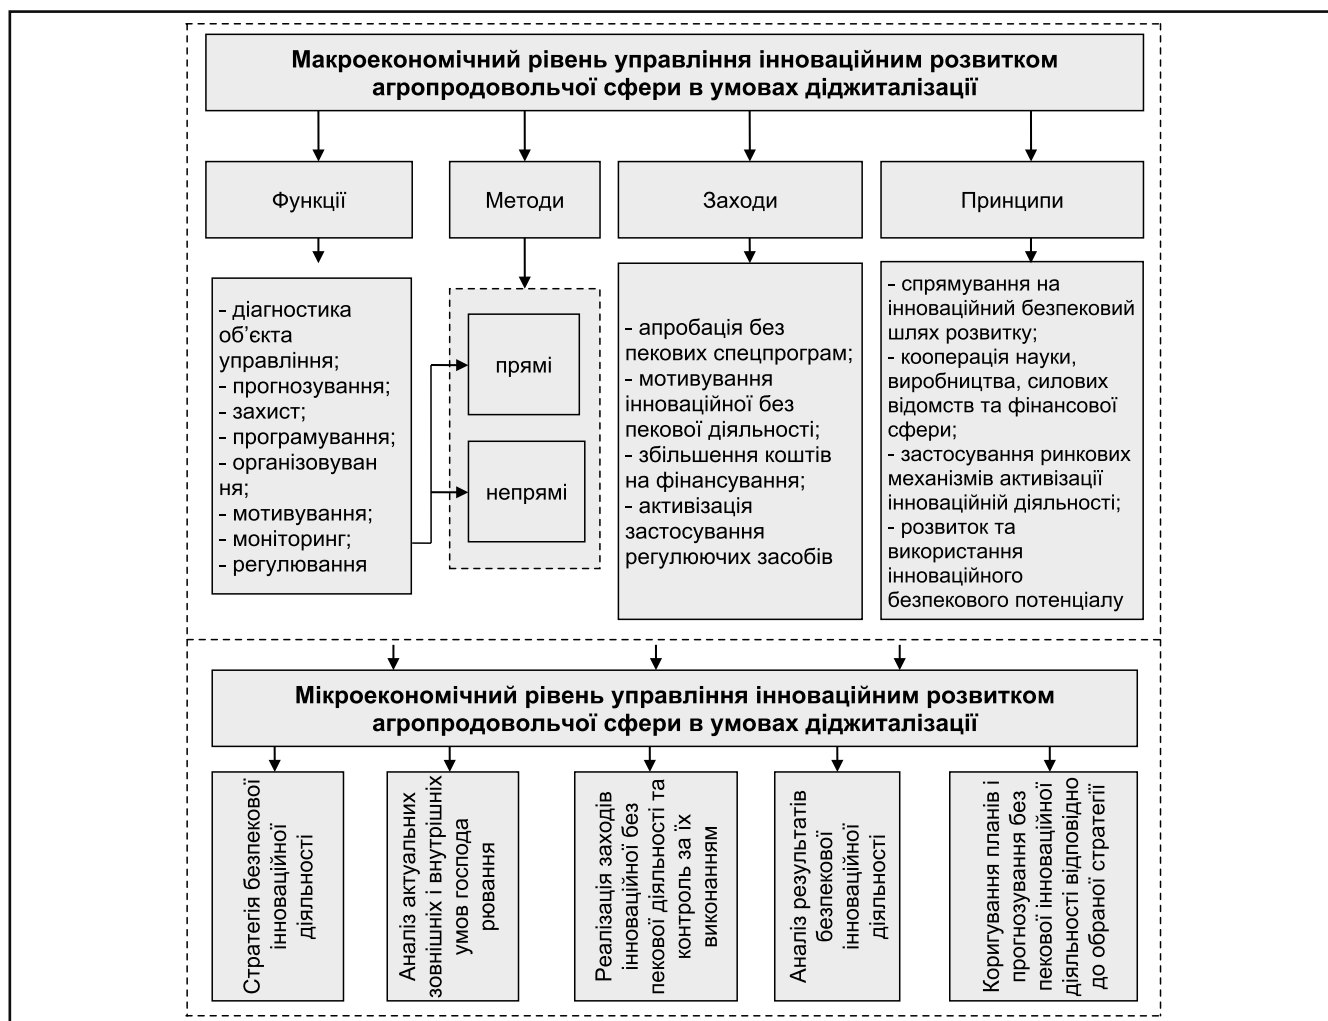 Макроекономічний рівень управління інноваційним розвитком
агропродовольчої сфери в умовах діджиталізації
Функції
Методи
Заходи
Принципи
- діагностика
об’єкта
управління;
- прогнозування;
- захист;
- програмування;
- організовуван
ня;
- мотивування;
- моніторинг;
- регулювання
прямі
непрямі
- апробація без
пекових спецпрограм;
- мотивування
інноваційної без
пекової діяльності;
- збільшення коштів
на фінансування;
- активізація
застосування
регулюючих засобів
- спрямування на
інноваційний безпековий
шлях розвитку;
- кооперація науки,
виробництва, силових
відомств та фінансової
сфери;
- застосування ринкових
механізмів активізації
інноваційній діяльності;
- розвиток та
використання
інноваційного
безпекового потенціалу
Мікроекономічний рівень управління інноваційним розвитком
агропродовольчої сфери в умовах діджиталізації
Стратегія безпекової
інноваційної
діяльності
Аналіз актуальних
зовнішніх і внутрішніх
умов господа
рювання
Реалізація заходів
інноваційної без
пекової діяльності та
контроль за їх
виконанням
Аналіз результатів
безпекової
інноваційної
діяльності
Коригування планів і
прогнозування без
пекової інноваційної
діяльності відповідно
до обраної стратегії